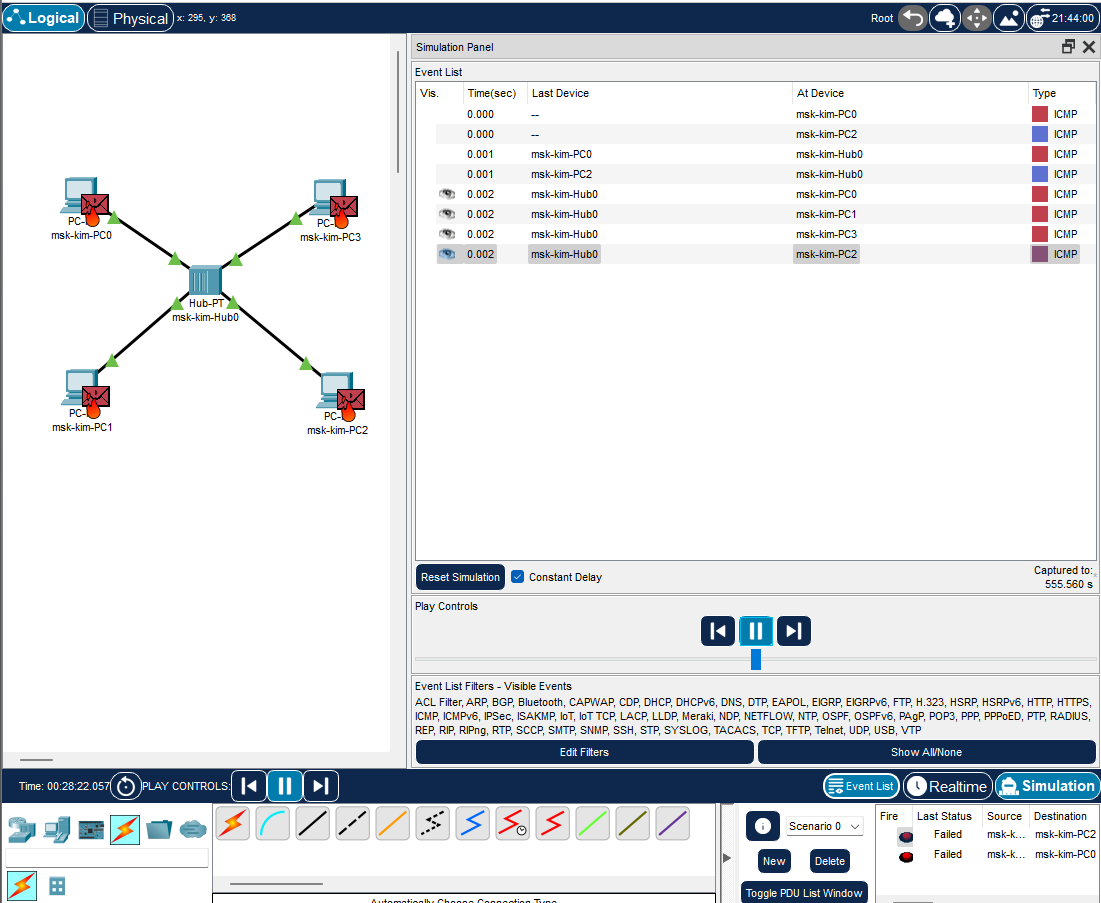 Logical Physical x: 295, y: 368 Root 21:44:00
Simulation Panel
Event List
Vis. Time(sec) Last Device At Device Type
0.000 -- msk-kim-PC0 ICMP
0.000 -- msk-kim-PC2 ICMP
0.001 msk-kim-PC0 msk-kim-Hub0 ICMP
0.001 msk-kim-PC2 msk-kim-Hub0 ICMP
0.002 msk-kim-Hub0 msk-kim-PC0 ICMP
0.002 msk-kim-Hub0 msk-kim-PC1 ICMP
0.002 msk-kim-Hub0 msk-kim-PC3 ICMP
0.002 msk-kim-Hub0 msk-kim-PC2 ICMP
PC-
msk-kim-PC0
PC-
msk-kim-PC3
Hub-PT
msk-kim-Hub0
PC-
msk-kim-PC1
PC-
msk-kim-PC2
Reset Simulation Constant Delay
Captured to:
555.560 s
Play Controls
Event List Filters - Visible Events
ACL Filter, ARP, BGP, Bluetooth, CAPWAP, CDP, DHCP, DHCPv6, DNS, DTP, EAPOL, EIGRP, EIGRPv6, FTP, H.323, HSRP, HSRPv6, HTTP, HTTPS,
ICMP, ICMPv6, IPSec, ISAKMP, IoT, IoT TCP, LACP, LLDP, Meraki, NDP, NETFLOW, NTP, OSPF, OSPFv6, PAgP, POP3, PPP, PPPoED, PTP, RADIUS,
REP, RIP, RIPng, RTP, SCCP, SMTP, SNMP, SSH, STP, SYSLOG, TACACS, TCP, TFTP, Telnet, UDP, USB, VTP
Edit Filters Show All/None
Time: 00:28:22.057 PLAY CONTROLS: Event List Realtime Simulation
Scenario 0
New Delete
Toggle PDU List Window
Fire Last Status Source Destination
Failed msk-k... msk-kim-PC2
Failed msk-k... msk-kim-PC0
Automatically Choose Connection Type